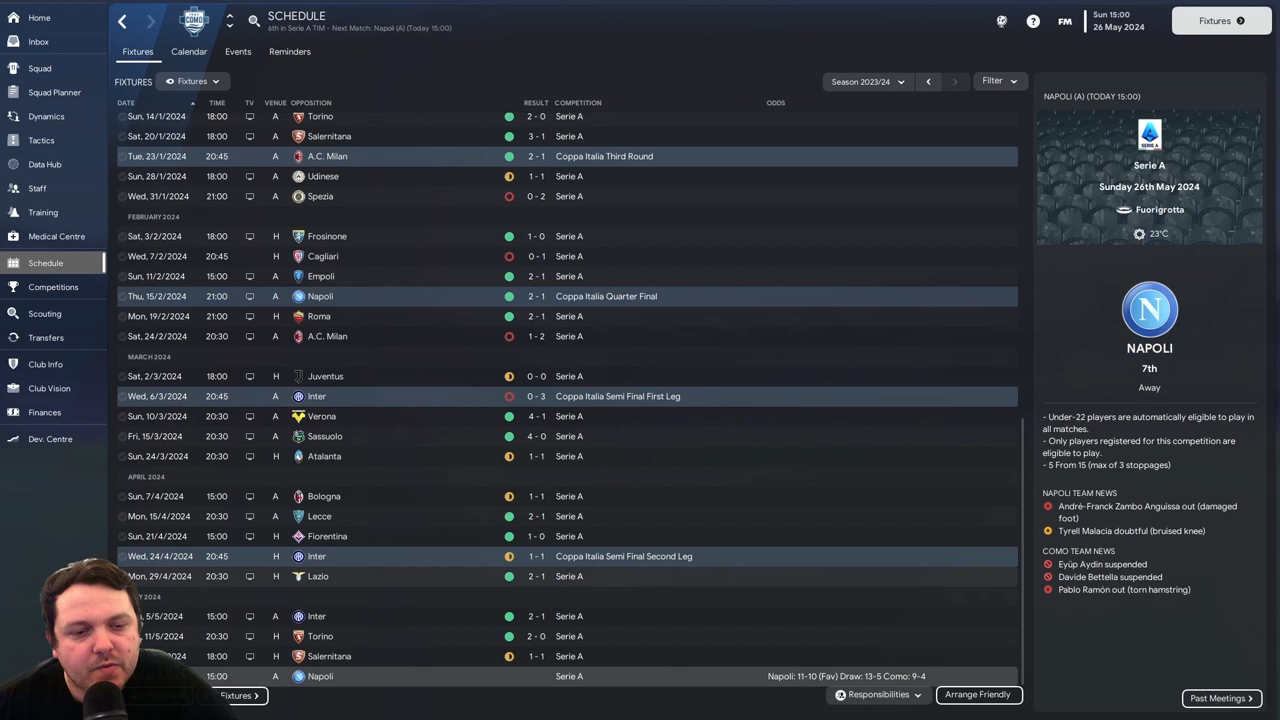 Home
SCHEDULE
6th in Serie A TIM - Next Match: Napoli (A) (Today 15:00)
FM
Sun 15:00
26 May 2024
Fixtures
Inbox
Squad
Squad Planner
Dynamics
Tactics
Data Hub
Staff
Training
Medical Centre
Schedule
Competitions
Scouting
Transfers
Club Info
Club Vision
Finances
Dev. Centre
Fixtures Calendar Events Reminders
FIXTURES Fixtures Season 2023/24 Filter
DATE TIME TV VENUE OPPOSITION RESULT COMPETITION ODDS
Sun, 14/1/2024 18:00 A Torino 2 - 0 Serie A
Sat, 20/1/2024 18:00 A Salernitana 3 - 1 Serie A
Tue, 23/1/2024 20:45 A A.C. Milan 2 - 1 Coppa Italia Third Round
Sun, 28/1/2024 18:00 A Udinese 1 - 1 Serie A
Wed, 31/1/2024 21:00 A Spezia 0 - 2 Serie A
FEBRUARY 2024
Sat, 3/2/2024 18:00 H Frosinone 1 - 0 Serie A
Wed, 7/2/2024 20:45 H Cagliari 0 - 1 Serie A
Sun, 11/2/2024 15:00 A Empoli 2 - 1 Serie A
Thu, 15/2/2024 21:00 A Napoli 2 - 1 Coppa Italia Quarter Final
Mon, 19/2/2024 21:00 H Roma 2 - 1 Serie A
Sat, 24/2/2024 20:30 A A.C. Milan 1 - 2 Serie A
MARCH 2024
Sat, 2/3/2024 18:00 H Juventus 0 - 0 Serie A
Wed, 6/3/2024 20:45 A Inter 0 - 3 Coppa Italia Semi Final First Leg
Sun, 10/3/2024 20:30 A Verona 4 - 1 Serie A
Fri, 15/3/2024 20:30 A Sassuolo 4 - 0 Serie A
Sun, 24/3/2024 20:30 H Atalanta 1 - 1 Serie A
APRIL 2024
Sun, 7/4/2024 15:00 A Bologna 1 - 1 Serie A
Mon, 15/4/2024 20:30 A Lecce 2 - 1 Serie A
Sun, 21/4/2024 15:00 H Fiorentina 1 - 0 Serie A
Wed, 24/4/2024 20:45 H Inter 1 - 1 Coppa Italia Semi Final Second Leg
Mon, 29/4/2024 20:30 H Lazio 2 - 1 Serie A
2024
5/5/2024 15:00 A Inter 2 - 1 Serie A
11/5/2024 20:30 H Torino 2 - 0 Serie A
/2024 18:00 H Salernitana 1 - 1 Serie A
15:00 A Napoli Serie A Napoli: 11-10 (Fav) Draw: 13-5 Como: 9-4
Fixtures Responsibilities Arrange Friendly
NAPOLI (A) (TODAY 15:00)
SERIE A
Serie A
Sunday 26th May 2024
Fuorigrotta
23°C
N
NAPOLI
7th
Away
- Under-22 players are automatically eligible to play in
all matches.
- Only players registered for this competition are
eligible to play.
- 5 From 15 (max of 3 stoppages)
NAPOLI TEAM NEWS
André-Franck Zambo Anguissa out (damaged
foot)
Tyrell Malacia doubtful (bruised knee)
COMO TEAM NEWS
Eyüp Aydin suspended
Davide Bettella suspended
Pablo Ramón out (torn hamstring)
Past Meetings